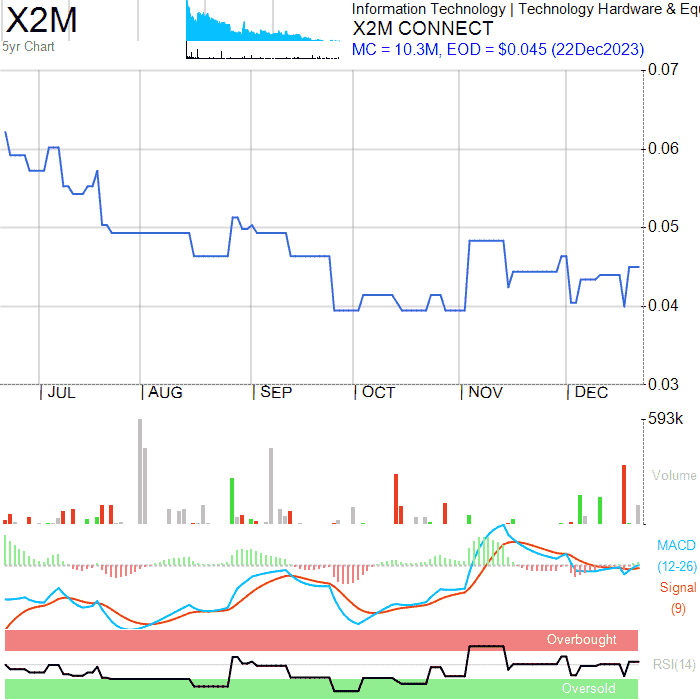 X2M
5yr Chart
Information Technology | Technology Hardware & Equ
X2M CONNECT
MC = 10.3M, EOD = $0.045 (22Dec2023)
0.07
0.06
0.05
0.04
0.03
JUL AUG SEP OCT NOV DEC
593k
Volume
MACD
(12-26)
Signal
(9)
Overbought
RSI(14)
Oversold